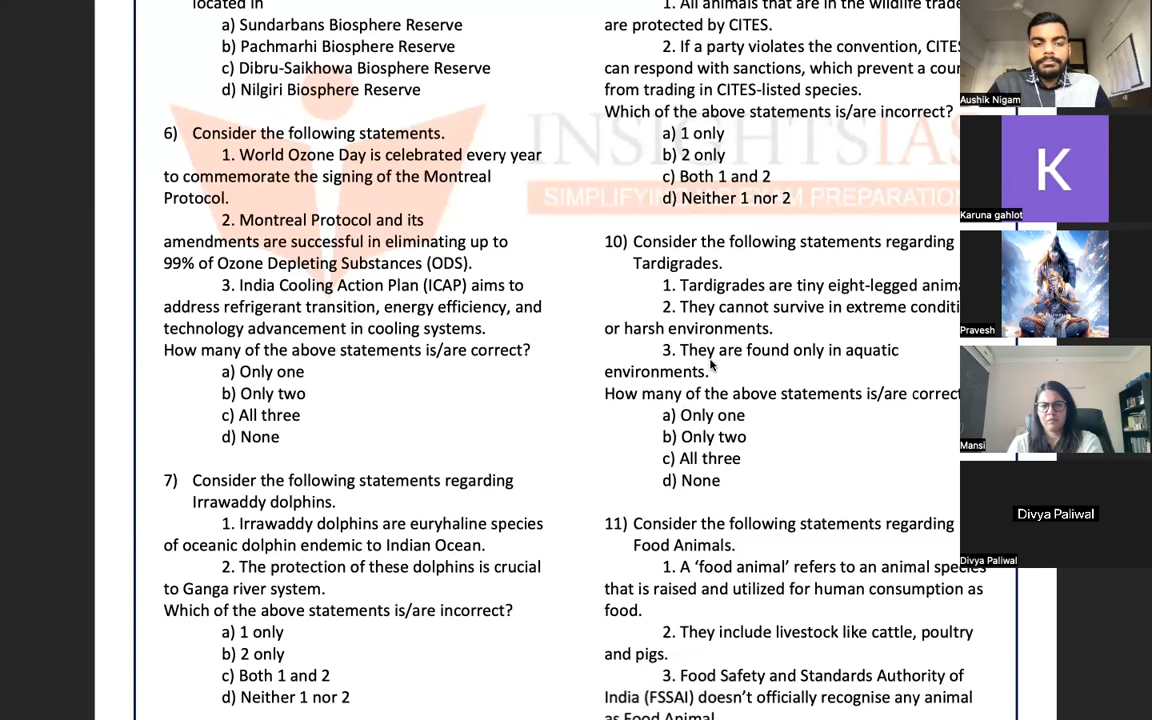 located in
a) Sundarbans Biosphere Reserve
b) Pachmarhi Biosphere Reserve
c) Dibru-Saikhowa Biosphere Reserve
d) Nilgiri Biosphere Reserve
6) Consider the following statements.
1. World Ozone Day is celebrated every year
to commemorate the signing of the Montreal
Protocol.
2. Montreal Protocol and its
amendments are successful in eliminating up to
99% of Ozone Depleting Substances (ODS).
3. India Cooling Action Plan (ICAP) aims to
address refrigerant transition, energy efficiency, and
technology advancement in cooling systems.
How many of the above statements is/are correct?
a) Only one
b) Only two
c) All three
d) None
7) Consider the following statements regarding
Irrawaddy dolphins.
1. Irrawaddy dolphins are euryhaline species
of oceanic dolphin endemic to Indian Ocean.
2. The protection of these dolphins is crucial
to Ganga river system.
Which of the above statements is/are incorrect?
a) 1 only
b) 2 only
c) Both 1 and 2
d) Neither 1 nor 2
1. All animals that are in the wildlife trade
are protected by CITES.
2. If a party violates the convention, CITES
can respond with sanctions, which prevent a cou
from trading in CITES-listed species.
Which of the above statements is/are incorrect?
a) 1 only
b) 2 only
c) Both 1 and 2
d) Neither 1 nor 2
10) Consider the following statements regarding
Tardigrades.
1. Tardigrades are tiny eight-legged anima
2. They cannot survive in extreme conditi
or harsh environments.
3. They are found only in aquatic
environments.
How many of the above statements is/are correct
a) Only one
b) Only two
c) All three
d) None
11) Consider the following statements regarding
Food Animals.
1. A ‘food animal’ refers to an animal species
that is raised and utilized for human consumption as
food.
2. They include livestock like cattle, poultry
and pigs.
3. Food Safety and Standards Authority of
India (FSSAI) doesn’t officially recognise any animal
as Food Animal.
INSIGHTSIAS
SIMPLIFYING IAS EXAM PREPARATION
Aushik Nigam
K
Karuna gahlot
Pravesh
Mansi
Divya Paliwal
Divya Paliwal